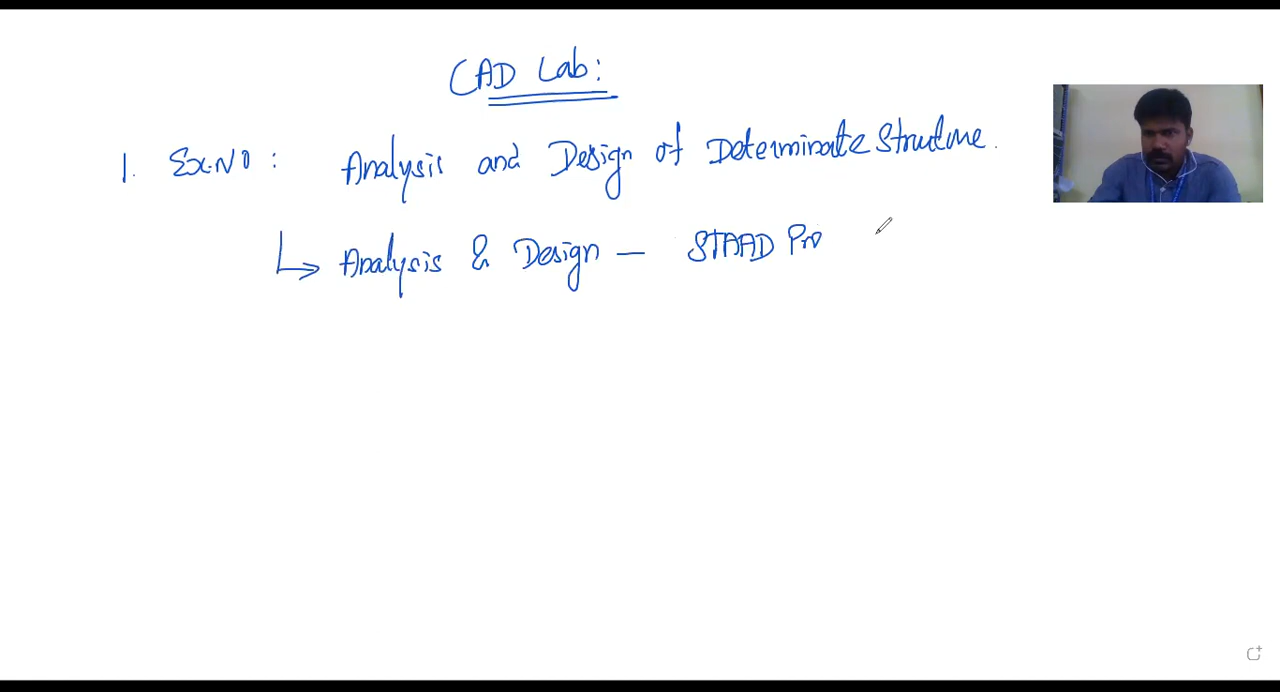 CAD Lab:
1. Ex.NO : Analysis and Design of Determinate Structure.
↳ Analysis & Design — STAAD Pro